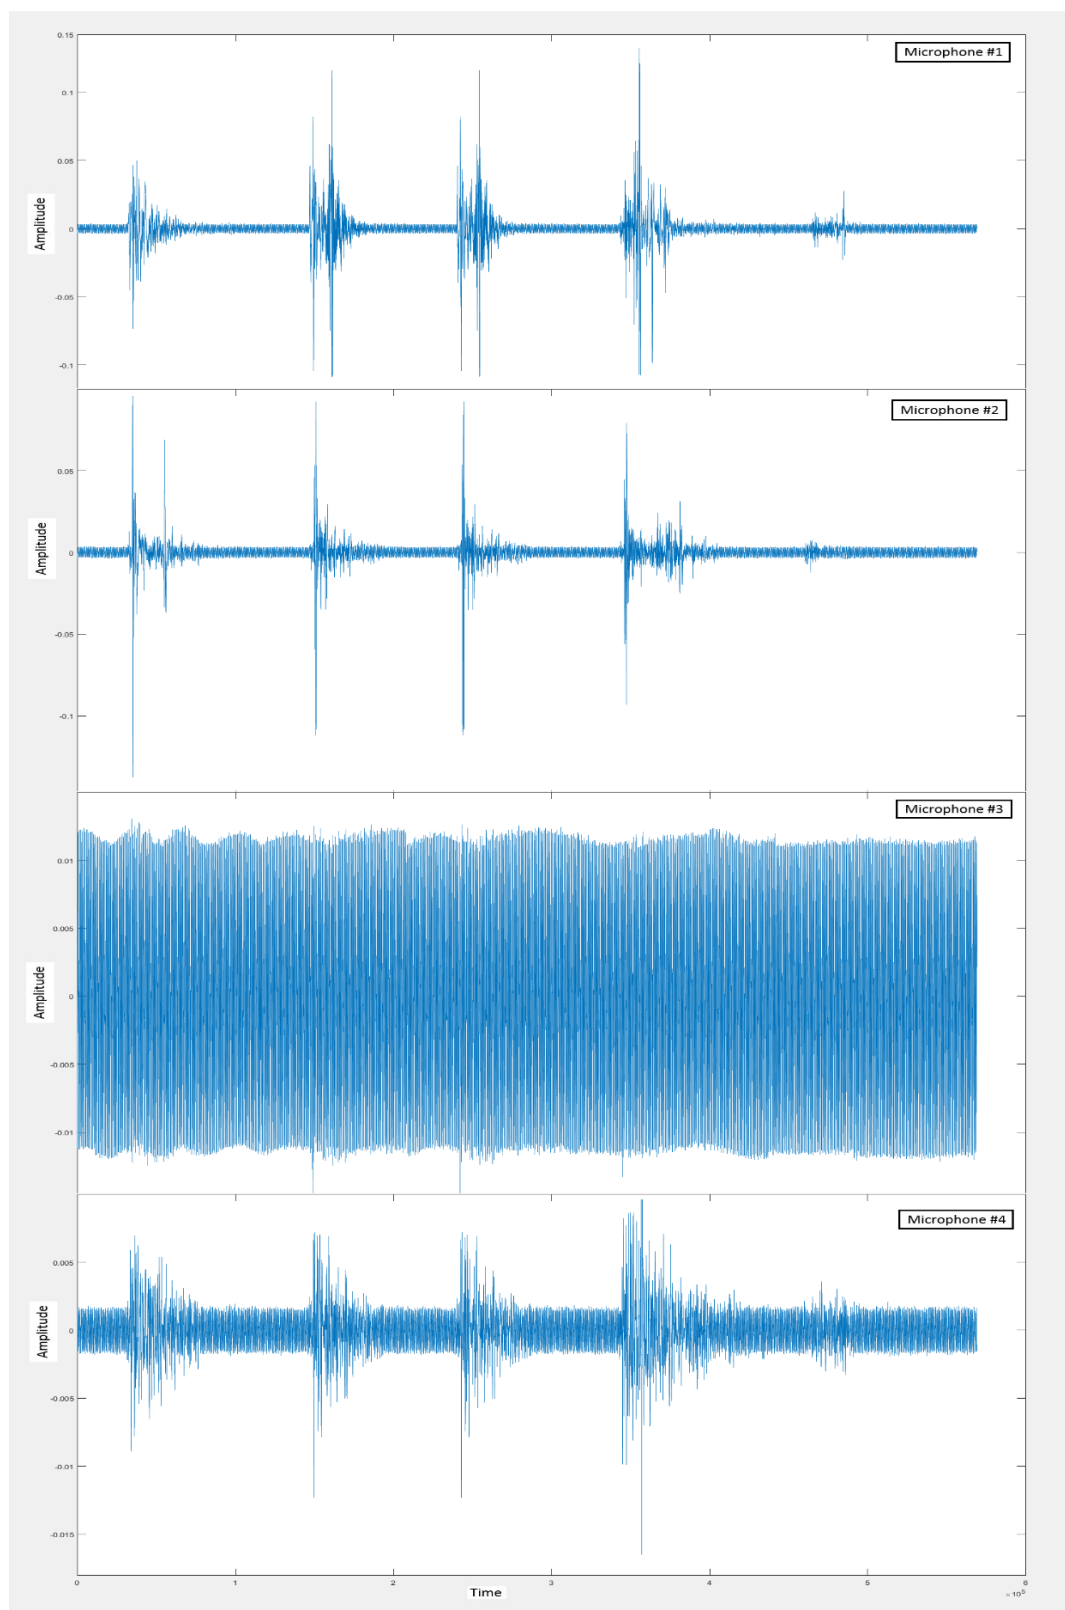 0.15
Microphone #1
0.1
0.05
Amplitude
0
-0.05
-0.1
Microphone #2
0.05
Amplitude
0
-0.05
-0.1
Microphone #3
0.01
0.005
Amplitude
0
-0.005
-0.01
Microphone #4
0.005
Amplitude
0
-0.005
-0.01
-0.015
0 1 2 3 4 5 6
Time
×10⁵